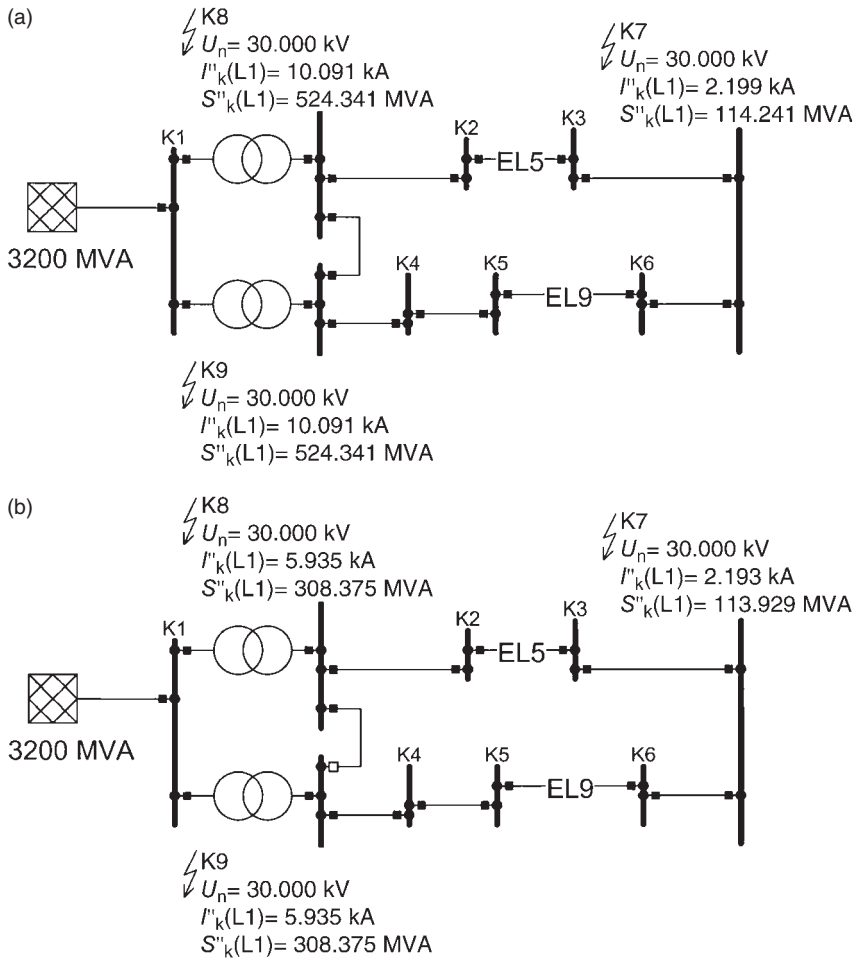 (a)
K8
Un= 30.000 kV
I"k(L1)= 10.091 kA
S"k(L1)= 524.341 MVA
K7
Un= 30.000 kV
I"k(L1)= 2.199 kA
S"k(L1)= 114.241 MVA
K1
K2
EL5
K3
3200 MVA
K4
K5
EL9
K6
K9
Un= 30.000 kV
I"k(L1)= 10.091 kA
S"k(L1)= 524.341 MVA
(b)
K8
Un= 30.000 kV
I"k(L1)= 5.935 kA
S"k(L1)= 308.375 MVA
K7
Un= 30.000 kV
I"k(L1)= 2.193 kA
S"k(L1)= 113.929 MVA
K1
K2
EL5
K3
3200 MVA
K4
K5
EL9
K6
K9
Un= 30.000 kV
I"k(L1)= 5.935 kA
S"k(L1)= 308.375 MVA